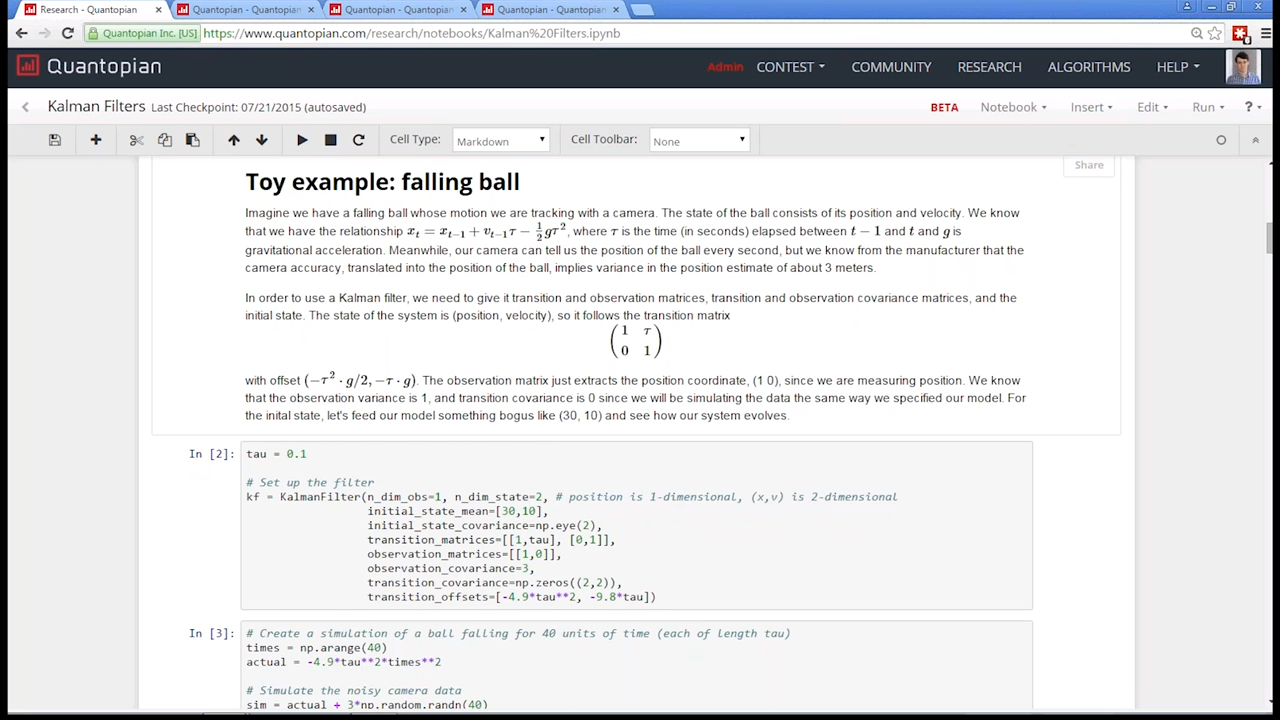 Research - Quantopian
Quantopian - Quantopian
Quantopian - Quantopian
Quantopian - Quantopian
Quantopian Inc. [US]
https://www.quantopian.com/research/notebooks/Kalman%20Filters.ipynb
Quantopian
Admin CONTEST COMMUNITY RESEARCH ALGORITHMS HELP
Kalman Filters Last Checkpoint: 07/21/2015 (autosaved)
BETA Notebook Insert Edit Run ?
Cell Type: Markdown Cell Toolbar: None
Share
Toy example: falling ball
Imagine we have a falling ball whose motion we are tracking with a camera. The state of the ball consists of its position and velocity. We know
that we have the relationship x_t = x_{t−1} + v_{t−1}τ − ½gτ², where τ is the time (in seconds) elapsed between t − 1 and t and g is
gravitational acceleration. Meanwhile, our camera can tell us the position of the ball every second, but we know from the manufacturer that the
camera accuracy, translated into the position of the ball, implies variance in the position estimate of about 3 meters.
In order to use a Kalman filter, we need to give it transition and observation matrices, transition and observation covariance matrices, and the
initial state. The state of the system is (position, velocity), so it follows the transition matrix
1 τ
0 1
with offset (−τ² · g/2, −τ · g). The observation matrix just extracts the position coordinate, (1 0), since we are measuring position. We know
that the observation variance is 1, and transition covariance is 0 since we will be simulating the data the same way we specified our model. For
the inital state, let's feed our model something bogus like (30, 10) and see how our system evolves.
In [2]: tau = 0.1
# Set up the filter
kf = KalmanFilter(n_dim_obs=1, n_dim_state=2, # position is 1-dimensional, (x,v) is 2-dimensional
initial_state_mean=[30,10],
initial_state_covariance=np.eye(2),
transition_matrices=[[1,tau], [0,1]],
observation_matrices=[[1,0]],
observation_covariance=3,
transition_covariance=np.zeros((2,2)),
transition_offsets=[-4.9*tau**2, -9.8*tau])
In [3]: # Create a simulation of a ball falling for 40 units of time (each of length tau)
times = np.arange(40)
actual = -4.9*tau**2*times**2
# Simulate the noisy camera data
sim = actual + 3*np.random.randn(40)